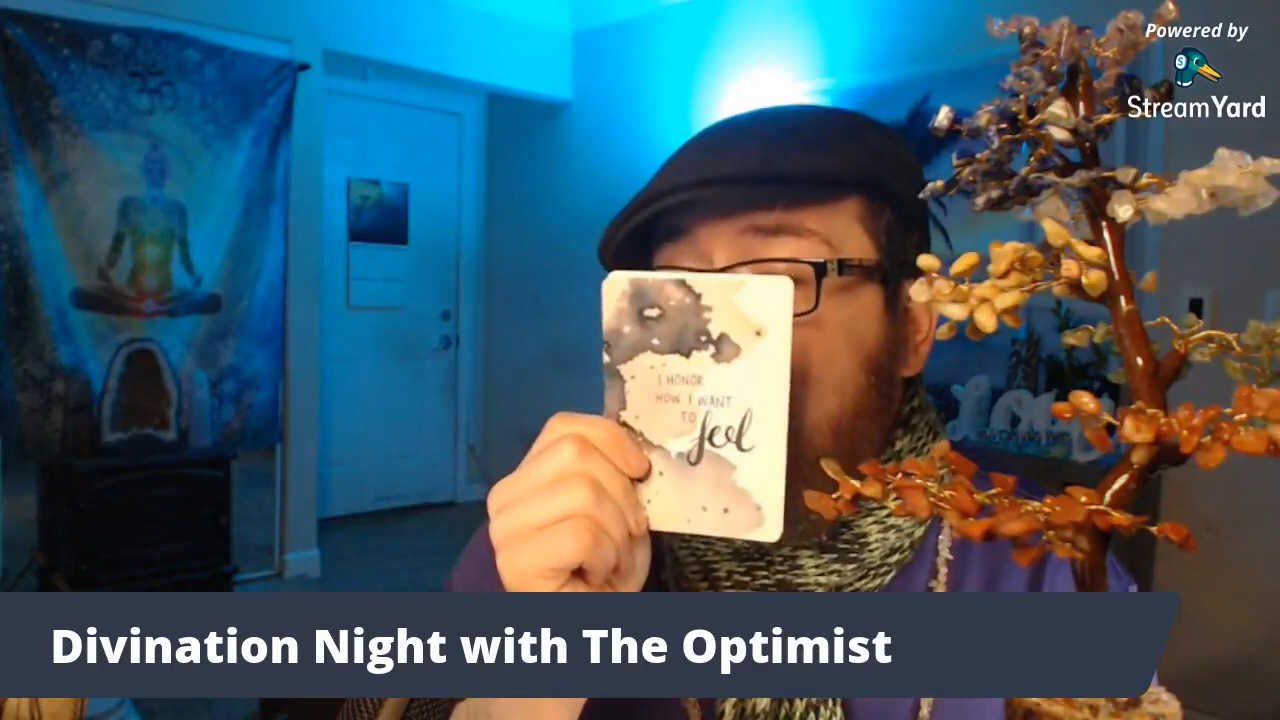 Powered by
StreamYard
I HONOR
HOW I WANT
TO feel
Divination Night with The Optimist